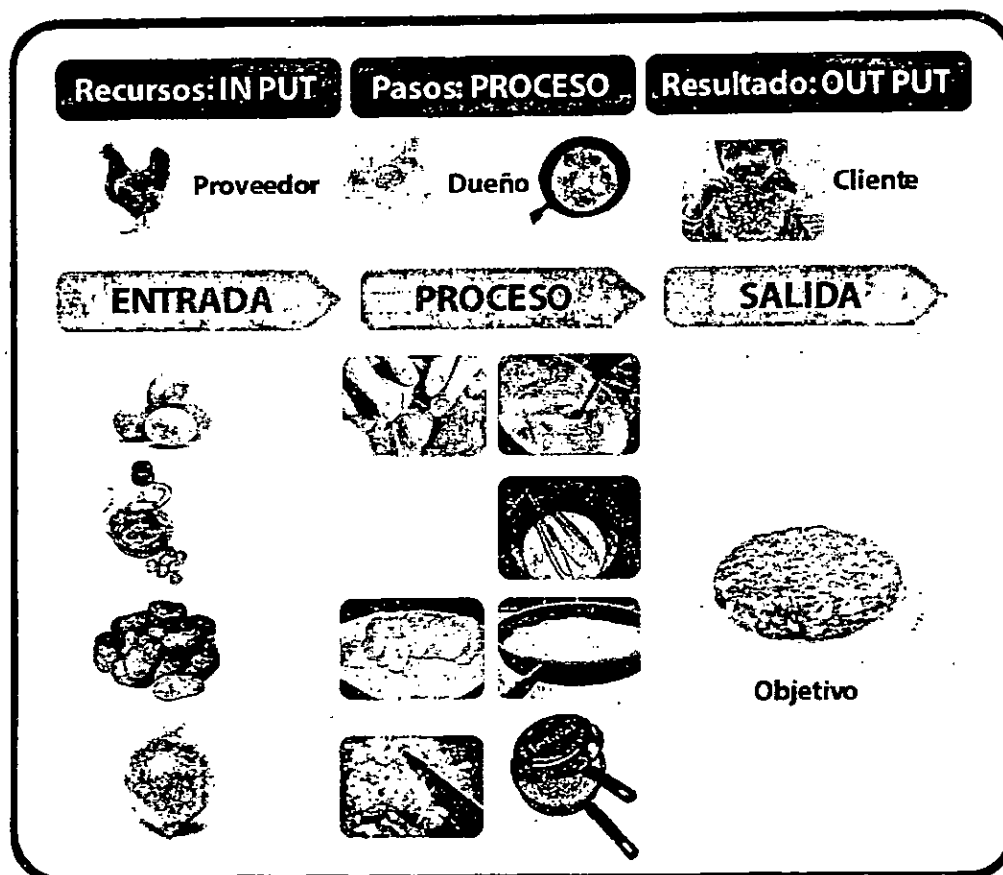 Recursos: IN PUT
Pasos: PROCESO
Resultado: OUT PUT
Proveedor
Dueño
Cliente
ENTRADA
PROCESO
SALIDA
Objetivo